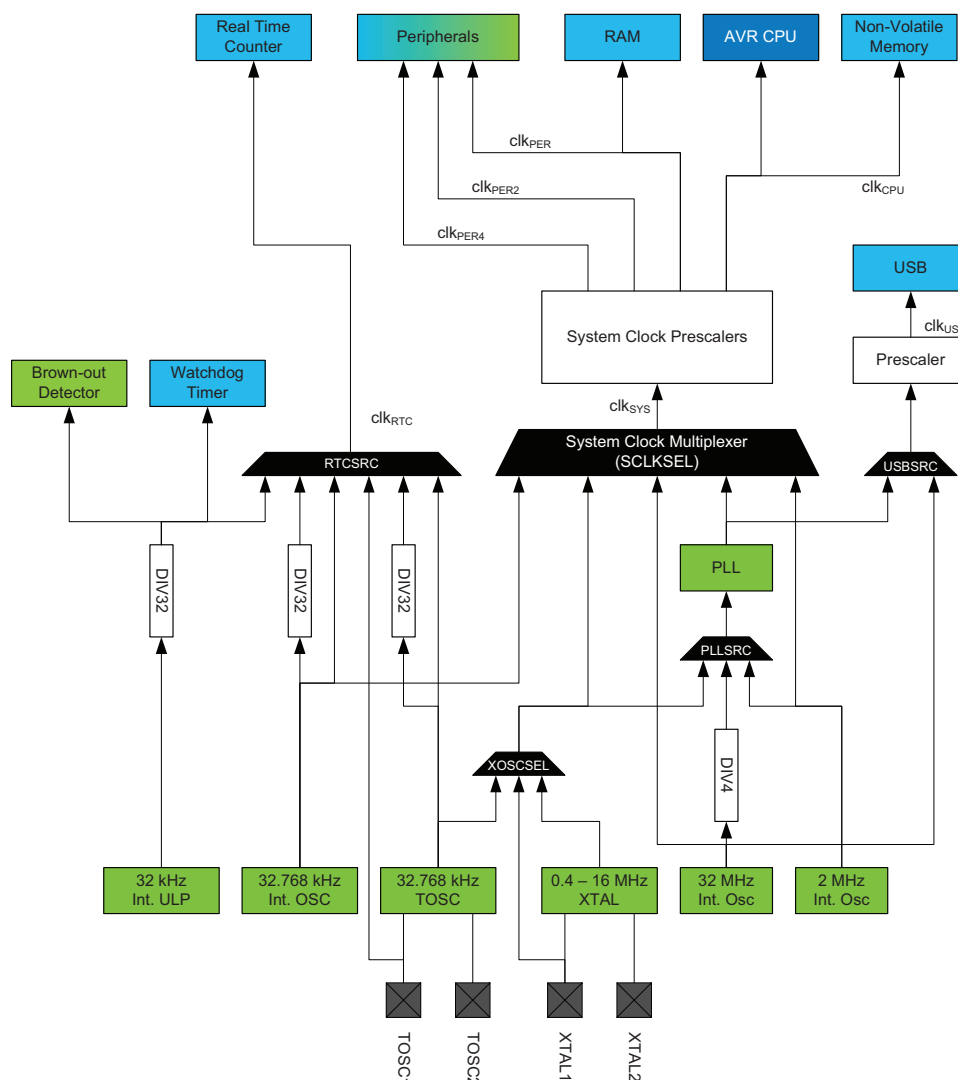 Real Time
Counter
Peripherals
RAM
AVR CPU
Non-Volatile
Memory
clkPER
clkPER2
clkCPU
clkPER4
USB
System Clock Prescalers
clkUS
Prescaler
Brown-out
Detector
Watchdog
Timer
clkSYS
clkRTC
System Clock Multiplexer
(SCLKSEL)
RTCSRC
USBSRC
DIV32
DIV32
DIV32
PLL
PLLSRC
XOSCSEL
DIV4
32 kHz
Int. ULP
32.768 kHz
Int. OSC
32.768 kHz
TOSC
0.4 – 16 MHz
XTAL
32 MHz
Int. Osc
2 MHz
Int. Osc
TOSC1
TOSC2
XTAL1
XTAL2